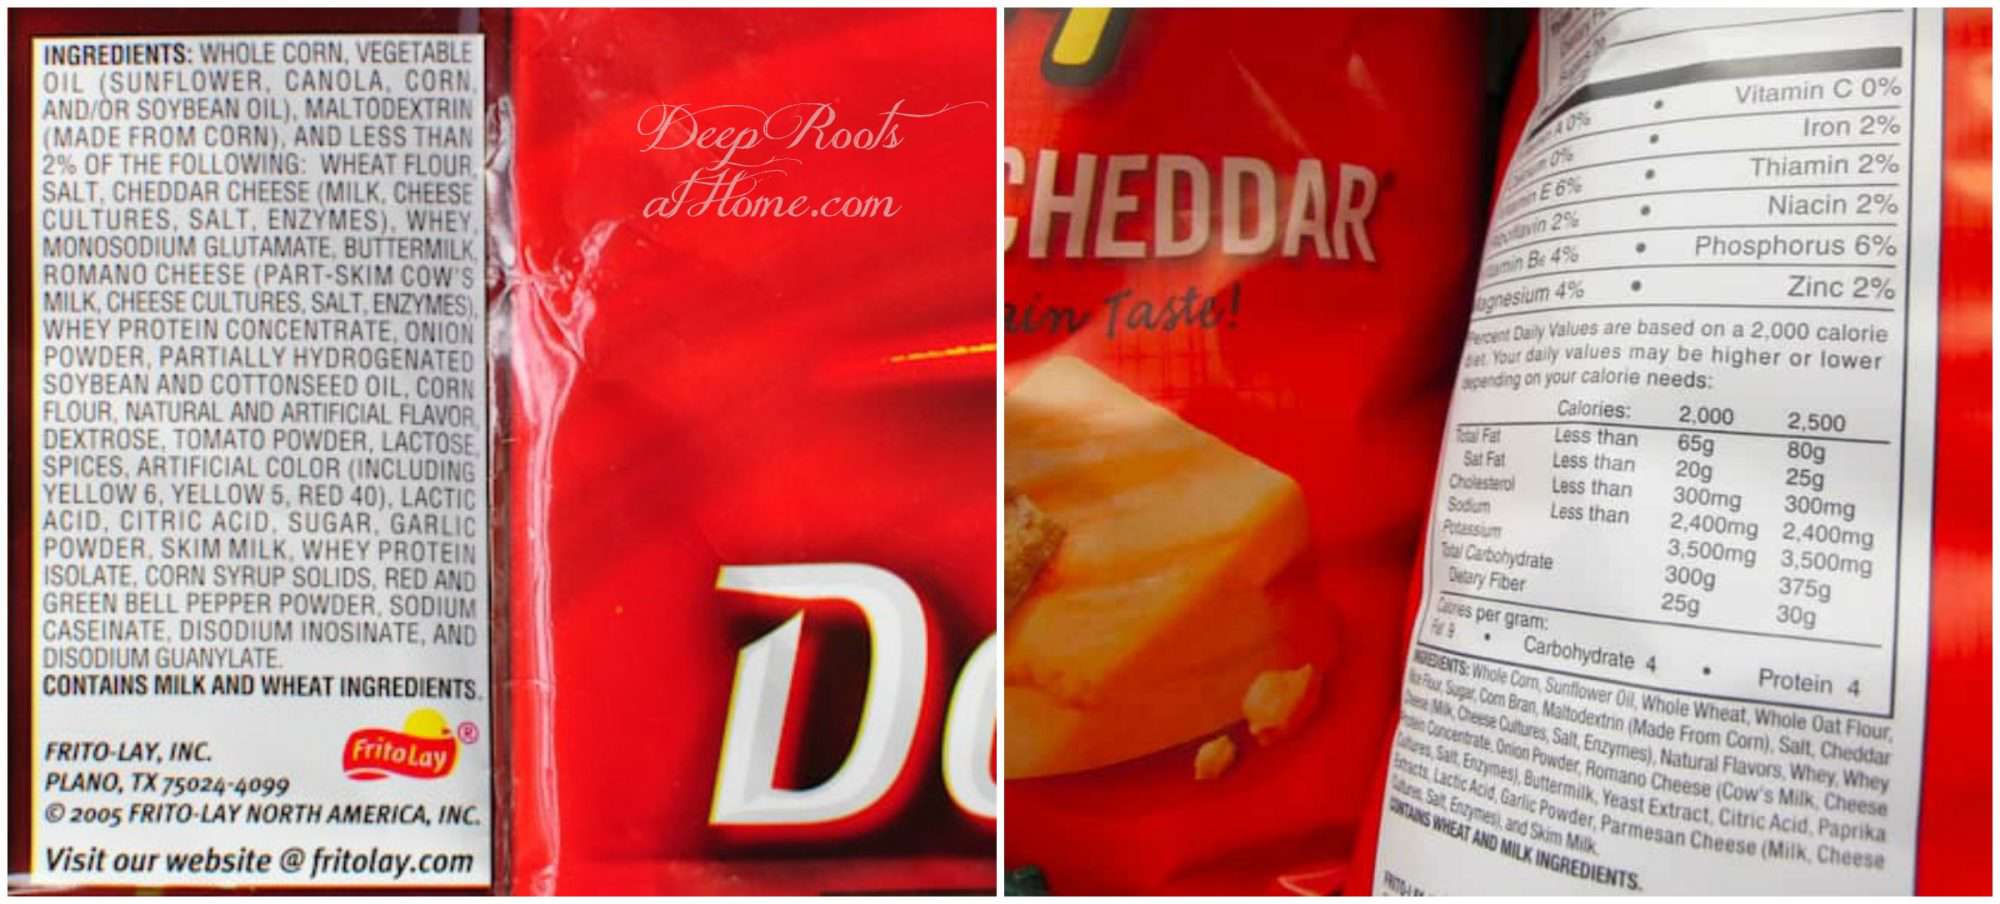 INGREDIENTS: WHOLE CORN, VEGETABLE
OIL (SUNFLOWER, CANOLA, CORN,
AND/OR SOYBEAN OIL), MALTODEXTRIN
(MADE FROM CORN), AND LESS THAN
2% OF THE FOLLOWING: WHEAT FLOUR,
SALT, CHEDDAR CHEESE (MILK, CHEESE
CULTURES, SALT, ENZYMES), WHEY,
MONOSODIUM GLUTAMATE, BUTTERMILK,
ROMANO CHEESE (PART-SKIM COW'S
MILK, CHEESE CULTURES, SALT, ENZYMES),
WHEY PROTEIN CONCENTRATE, ONION
POWDER, PARTIALLY HYDROGENATED
SOYBEAN AND COTTONSEED OIL, CORN
FLOUR, NATURAL AND ARTIFICIAL FLAVOR,
DEXTROSE, TOMATO POWDER, LACTOSE,
SPICES, ARTIFICIAL COLOR (INCLUDING
YELLOW 6, YELLOW 5, RED 40), LACTIC
ACID, CITRIC ACID, SUGAR, GARLIC
POWDER, SKIM MILK, WHEY PROTEIN
ISOLATE, CORN SYRUP SOLIDS, RED AND
GREEN BELL PEPPER POWDER, SODIUM
CASEINATE, DISODIUM INOSINATE, AND
DISODIUM GUANYLATE.
CONTAINS MILK AND WHEAT INGREDIENTS.
FRITO-LAY, INC.
PLANO, TX 75024-4099
© 2005 FRITO-LAY NORTH AMERICA, INC.
Visit our website @ fritolay.com
FritoLay ®
Deep Roots
at Home.com
Do
CHEDDAR
Taste!
A 0% • Vitamin C 0%
0% • Iron 2%
E 6% • Thiamin 2%
2% • Niacin 2%
B6 4% • Phosphorus 6%
Magnesium 4% • Zinc 2%
Percent Daily Values are based on a 2,000 calorie
diet. Your daily values may be higher or lower
depending on your calorie needs:
Calories: 2,000 2,500
Total Fat Less than 65g 80g
Sat Fat Less than 20g 25g
Cholesterol Less than 300mg 300mg
Sodium Less than 2,400mg 2,400mg
Potassium 3,500mg 3,500mg
Total Carbohydrate 300g 375g
Dietary Fiber 25g 30g
Calories per gram:
Fat 9 • Carbohydrate 4 • Protein 4
INGREDIENTS: Whole Corn, Sunflower Oil, Whole Wheat, Whole Oat Flour,
Rice Flour, Sugar, Corn Bran, Maltodextrin (Made From Corn), Salt, Cheddar
Cheese (Milk, Cheese Cultures, Salt, Enzymes), Natural Flavors, Whey, Whey
Protein Concentrate, Onion Powder, Romano Cheese (Cow's Milk, Cheese
Cultures, Salt, Enzymes), Buttermilk, Yeast Extract, Citric Acid, Paprika
Extracts, Lactic Acid, Garlic Powder, Parmesan Cheese (Milk, Cheese
Cultures, Salt, Enzymes), and Skim Milk.
CONTAINS WHEAT AND MILK INGREDIENTS.